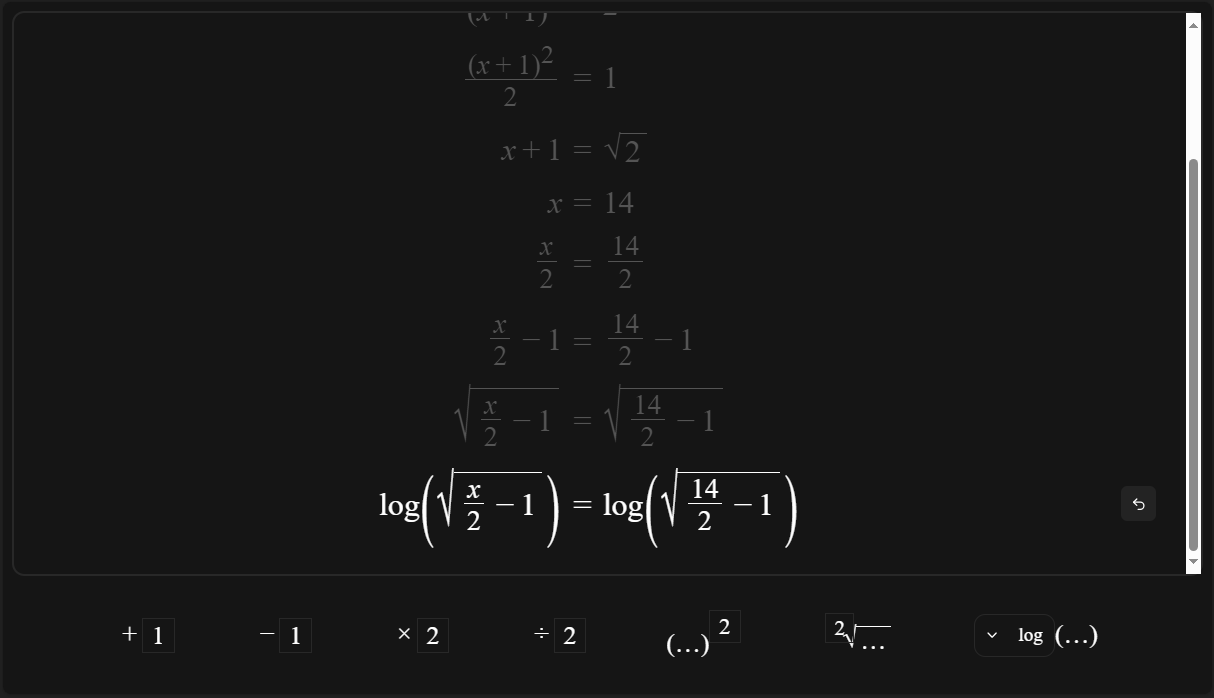 (x+1)²/2 = 1
x+1 = √2
x = 14
x/2 = 14/2
x/2 − 1 = 14/2 − 1
√(x/2 − 1) = √(14/2 − 1)
log(√(x/2 − 1)) = log(√(14/2 − 1))
+ 1 − 1 × 2 ÷ 2 (...)² ²√... log (...)